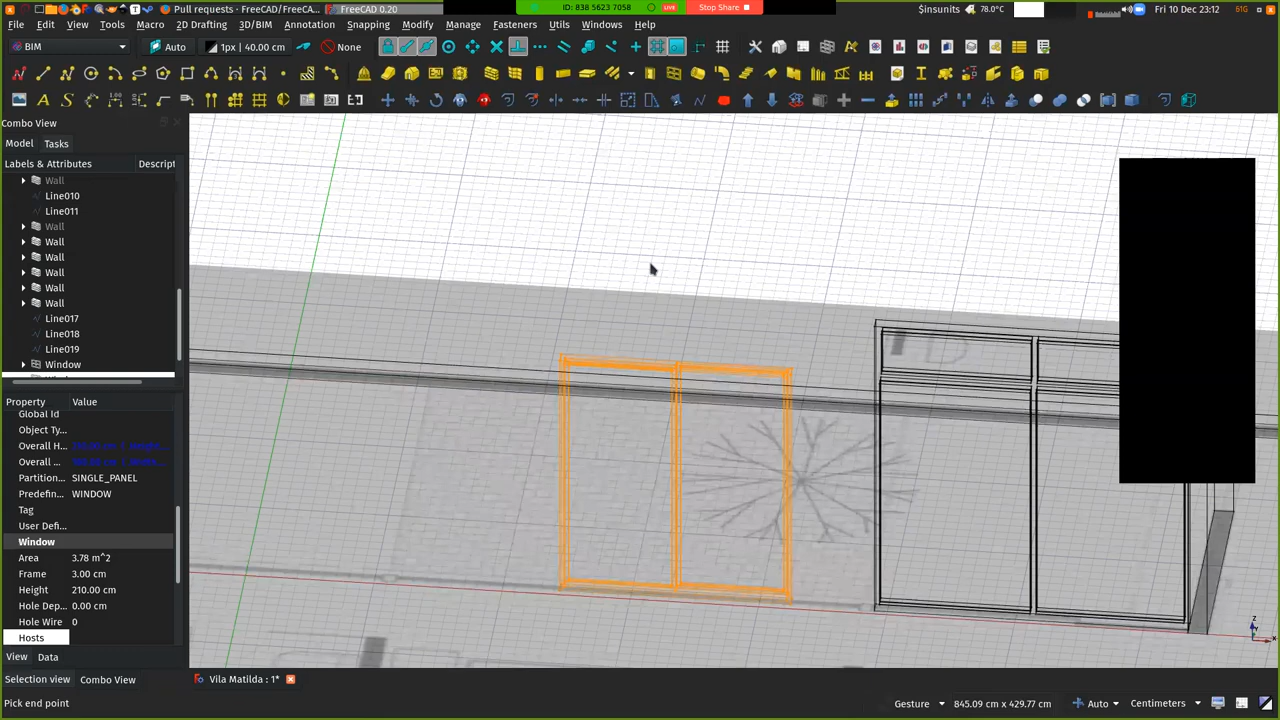 Pull requests - FreeCAD/FreeCA... FreeCAD 0.20 ID: 838 5623 7058 LIVE Stop Share $insunits 78.0°C Fri 10 Dec 23:12 61G
File Edit View Tools Macro 2D Drafting 3D/BIM Annotation Snapping Modify Manage Fasteners Utils Windows Help
BIM Auto 1px | 40.00 cm None
Combo View
Model Tasks
Labels & Attributes Descript
Wall
Line010
Line011
Wall
Wall
Wall
Wall
Wall
Wall
Line017
Line018
Line019
Window
Property Value
Global Id
Object Ty...
Overall H...
Overall ...
Partition... SINGLE_PANEL
Predefin... WINDOW
Tag
User Defi...
Window
Area 3.78 m^2
Frame 3.00 cm
Height 210.00 cm
Hole Dep... 0.00 cm
Hole Wire 0
Hosts
View Data
Selection view Combo View Vila Matilda : 1*
Pick end point Gesture 845.09 cm x 429.77 cm Auto Centimeters